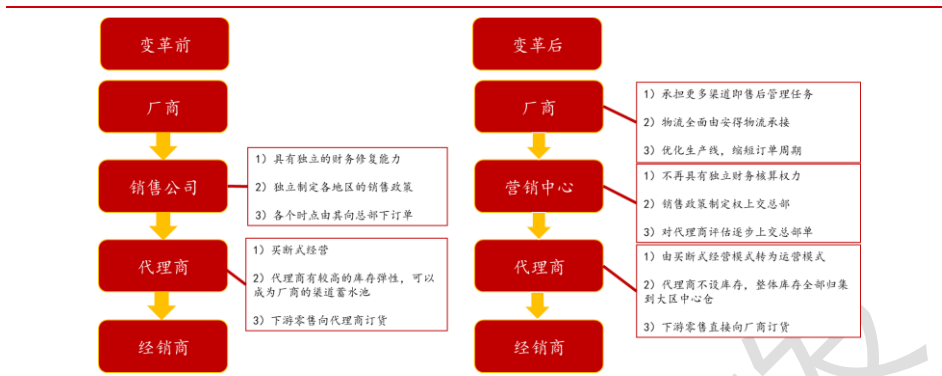 变革前
厂商
销售公司
1）具有独立的财务修复能力
2）独立制定各地区的销售政策
3）各个时点由其向总部下订单
代理商
1）买断式经营
2）代理商有较高的库存弹性，可以
成为厂商的渠道蓄水池
3）下游零售向代理商订货
经销商
变革后
厂商
1）承担更多渠道即售后管理任务
2）物流全面由安得物流承接
3）优化生产线，缩短订单周期
营销中心
1）不再具有独立财务核算权力
2）销售政策制定权上交总部
3）对代理商评估逐步上交总部单
代理商
1）由买断式经营模式转为运营模式
2）代理商不设库存，整体库存全部归集
到大区中心仓
3）下游零售直接向厂商订货
经销商